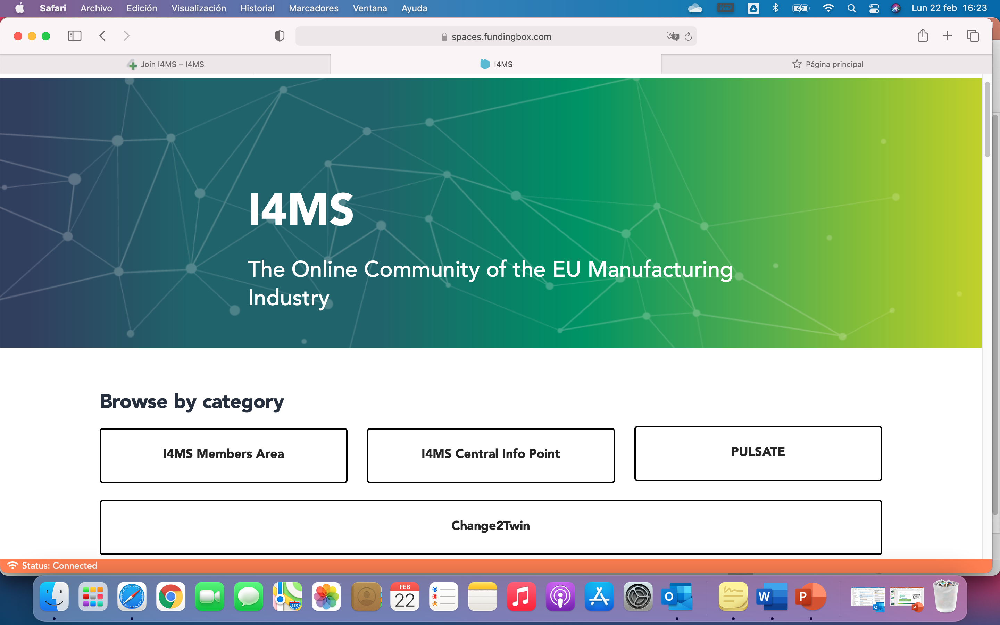 Safari Archivo Edición Visualización Historial Marcadores Ventana Ayuda Lun 22 feb 16:23
spaces.fundingbox.com
Join I4MS – I4MS
I4MS
Página principal
I4MS
The Online Community of the EU Manufacturing
Industry
Browse by category
I4MS Members Area
I4MS Central Info Point
PULSATE
Change2Twin
Status: Connected
FEB
22
280
O
W
P